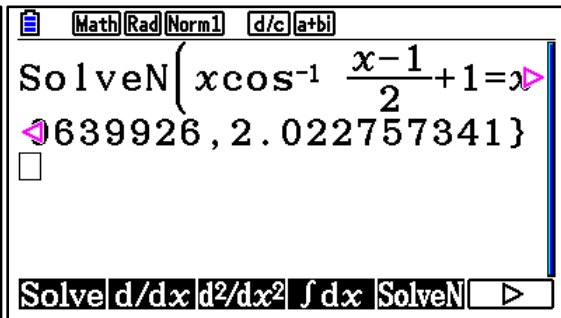 Math Rad Norm1 d/c a+bi
SolveN(xcos⁻¹ (x-1)/2+1=x
0639926,2.022757341}
Solve d/dx d²/dx² ∫dx SolveN ▷